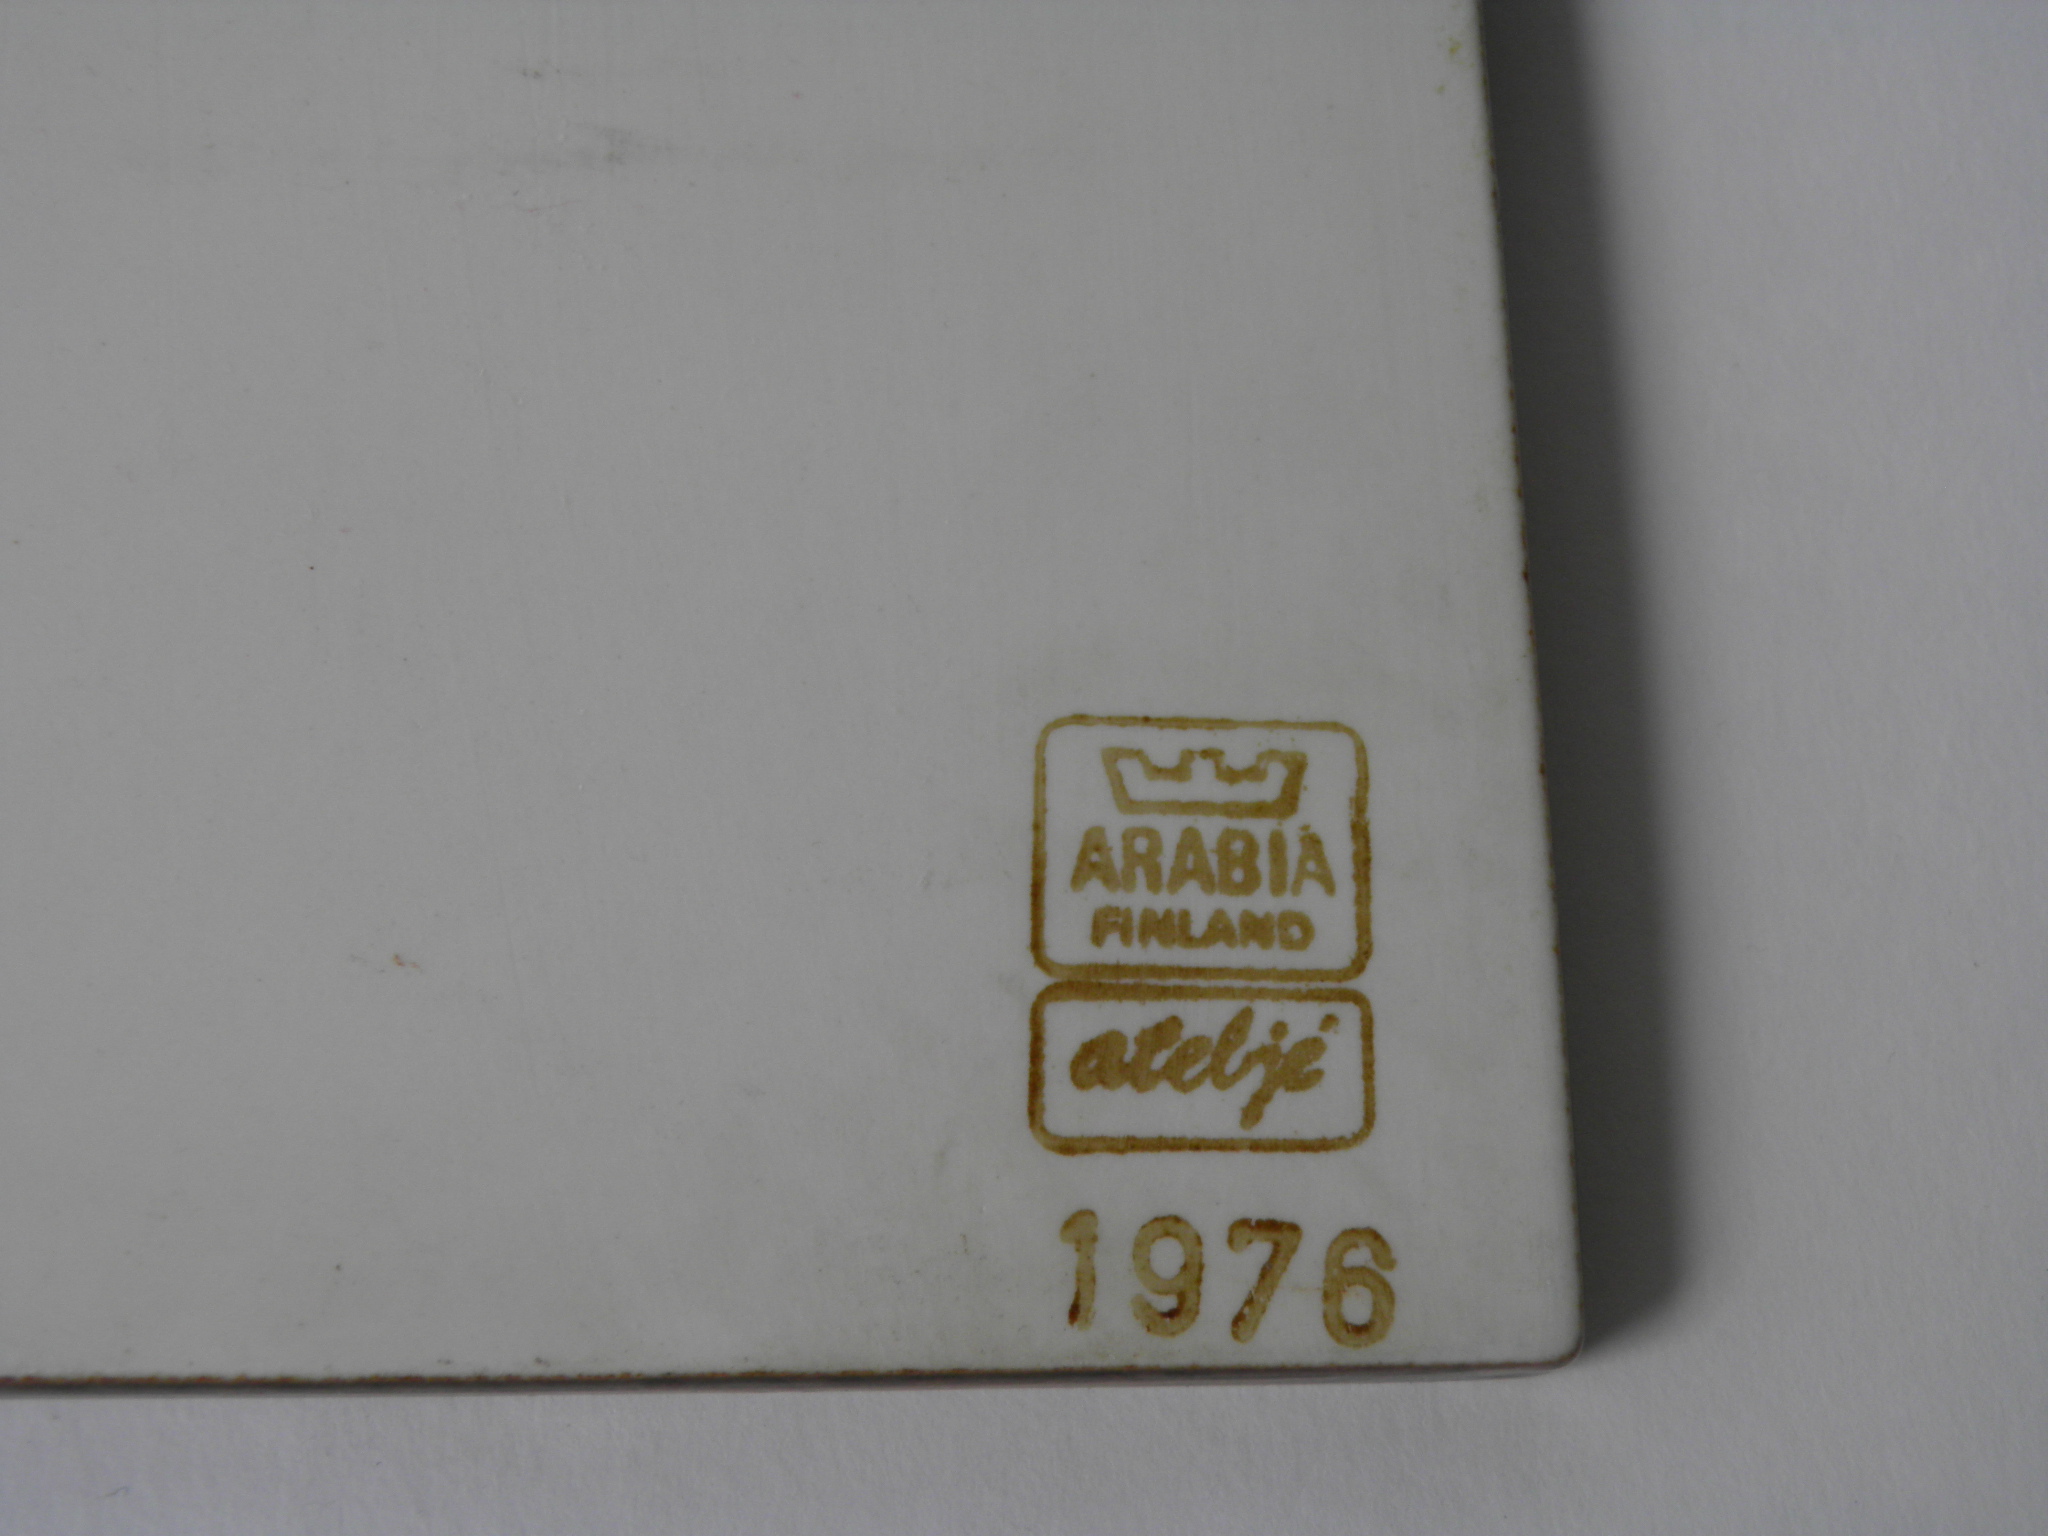 ARABIA
FINLAND
ateljé
1976